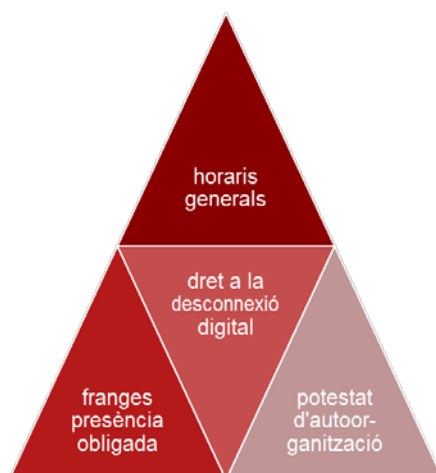 horaris
generals
dret a la
desconnexió
digital
franges
presència
obligada
potestat
d'autoor-
ganització